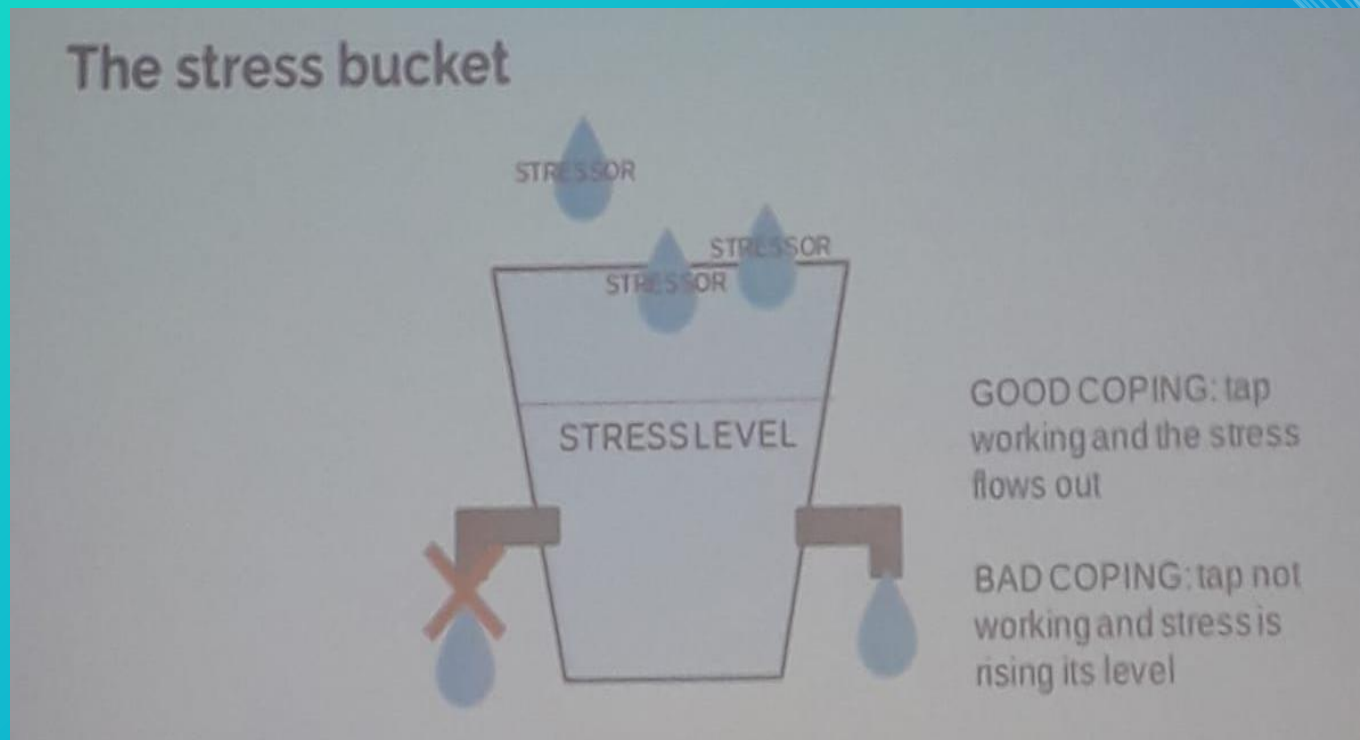 The stress bucket
STRESSOR
STRESSOR
STRESSOR
STRESS LEVEL
GOOD COPING: tap
working and the stress
flows out
BAD COPING: tap not
working and stress is
rising its level